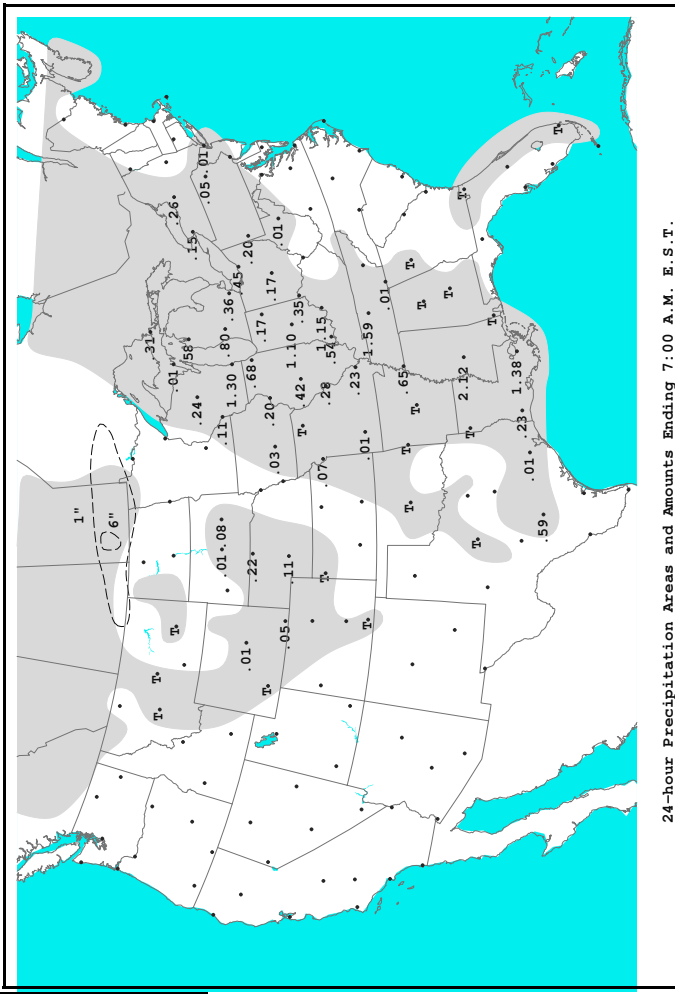 1"
6"
.31
T
T
.01
T
.26
.58
.15
.24
.01
.05
.01
.08
.11
.80
.36
1.30
.45
.01
.20
.22
.68
.17
T
.20
.17
.03
.01
.05
.11
1.10
.35
.42
T
1.15
.07
T
.28
.54
.23
.01
T
1.59
.01
.65
T
T
T
T
T
T
T
2.12
T
T
T
1.38
.23
.01
.59
T
24-hour Precipitation Areas and Amounts Ending 7:00 A.M. E.S.T.